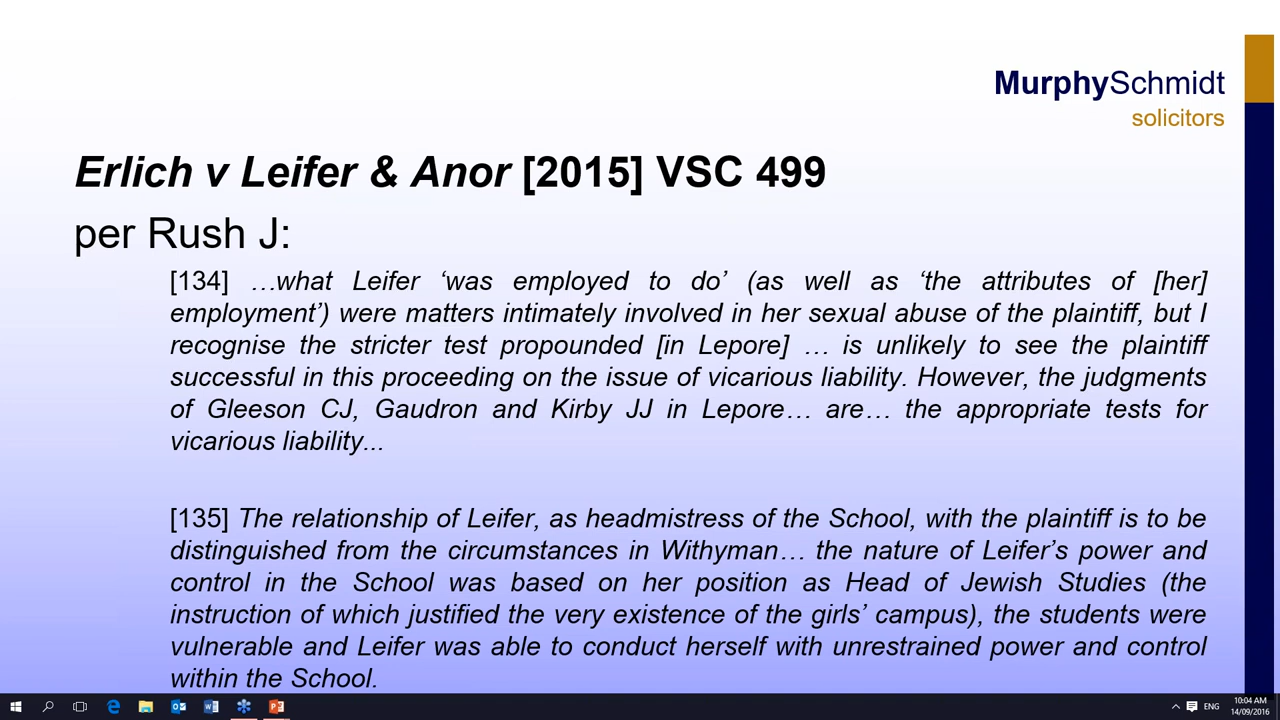 MurphySchmidt
solicitors
Erlich v Leifer & Anor [2015] VSC 499
per Rush J:
[134] …what Leifer ‘was employed to do’ (as well as ‘the attributes of [her]
employment’) were matters intimately involved in her sexual abuse of the plaintiff, but I
recognise the stricter test propounded [in Lepore] … is unlikely to see the plaintiff
successful in this proceeding on the issue of vicarious liability. However, the judgments
of Gleeson CJ, Gaudron and Kirby JJ in Lepore… are… the appropriate tests for
vicarious liability...
[135] The relationship of Leifer, as headmistress of the School, with the plaintiff is to be
distinguished from the circumstances in Withyman… the nature of Leifer’s power and
control in the School was based on her position as Head of Jewish Studies (the
instruction of which justified the very existence of the girls’ campus), the students were
vulnerable and Leifer was able to conduct herself with unrestrained power and control
within the School.
ENG
10:04 AM
14/09/2016